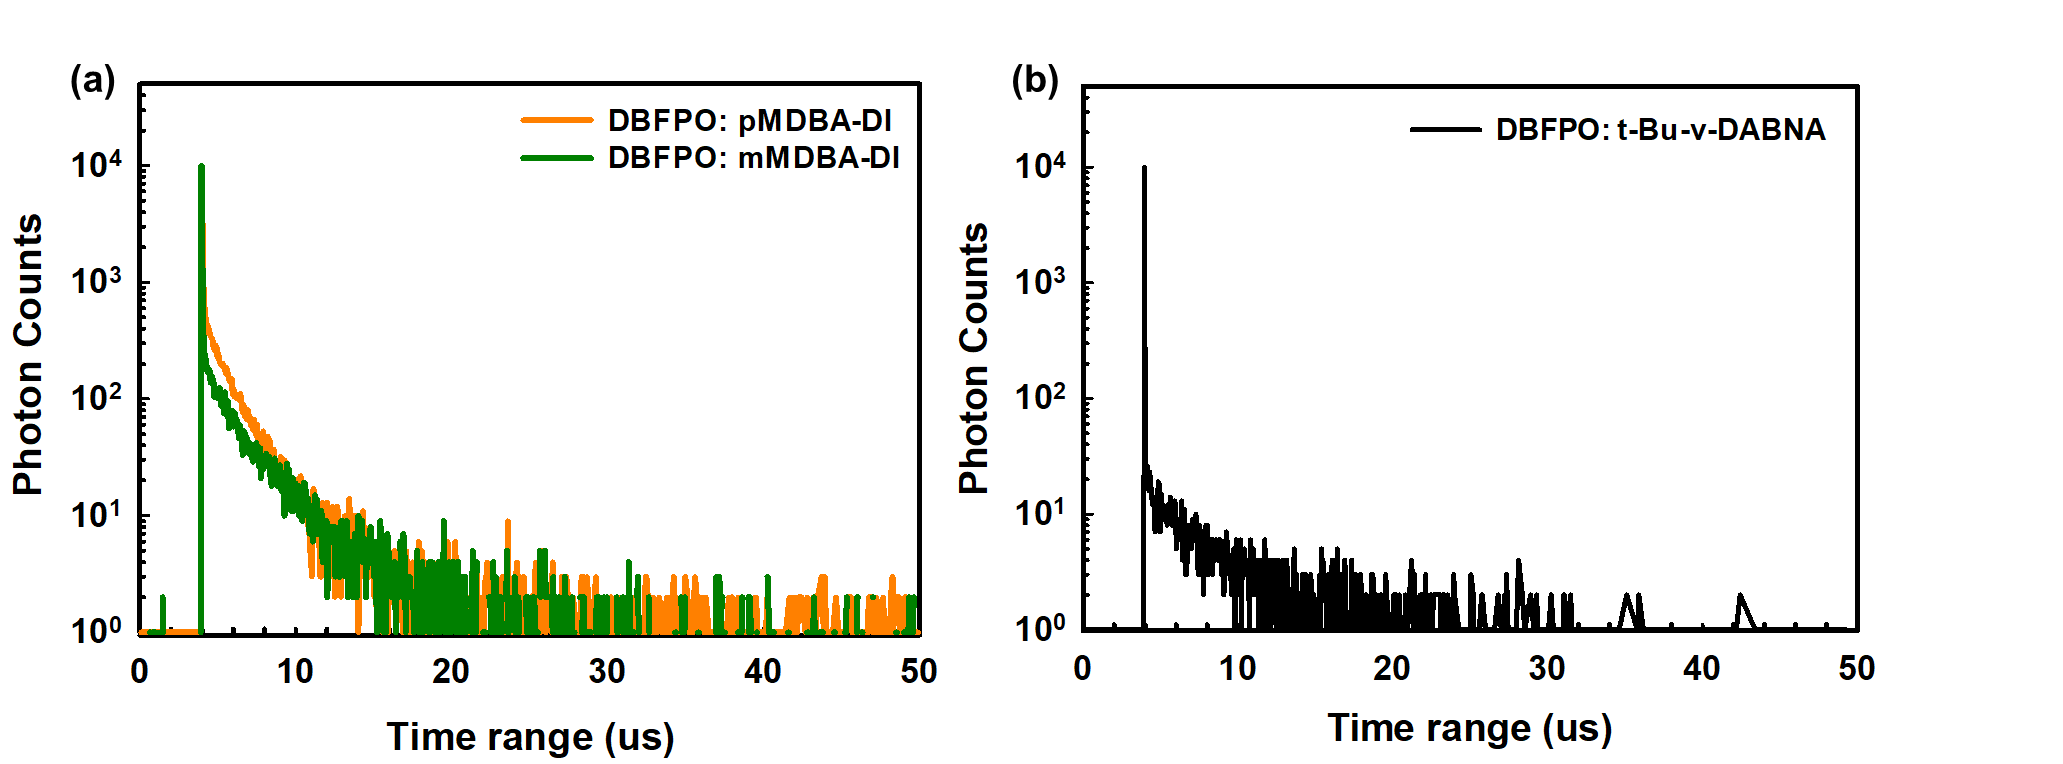 (a)
DBFPO: pMDBA-DI
DBFPO: mMDBA-DI
Photon Counts
10⁴
10³
10²
10¹
10⁰
0 10 20 30 40 50
Time range (us)
(b)
DBFPO: t-Bu-v-DABNA
Photon Counts
10⁴
10³
10²
10¹
10⁰
0 10 20 30 40 50
Time range (us)